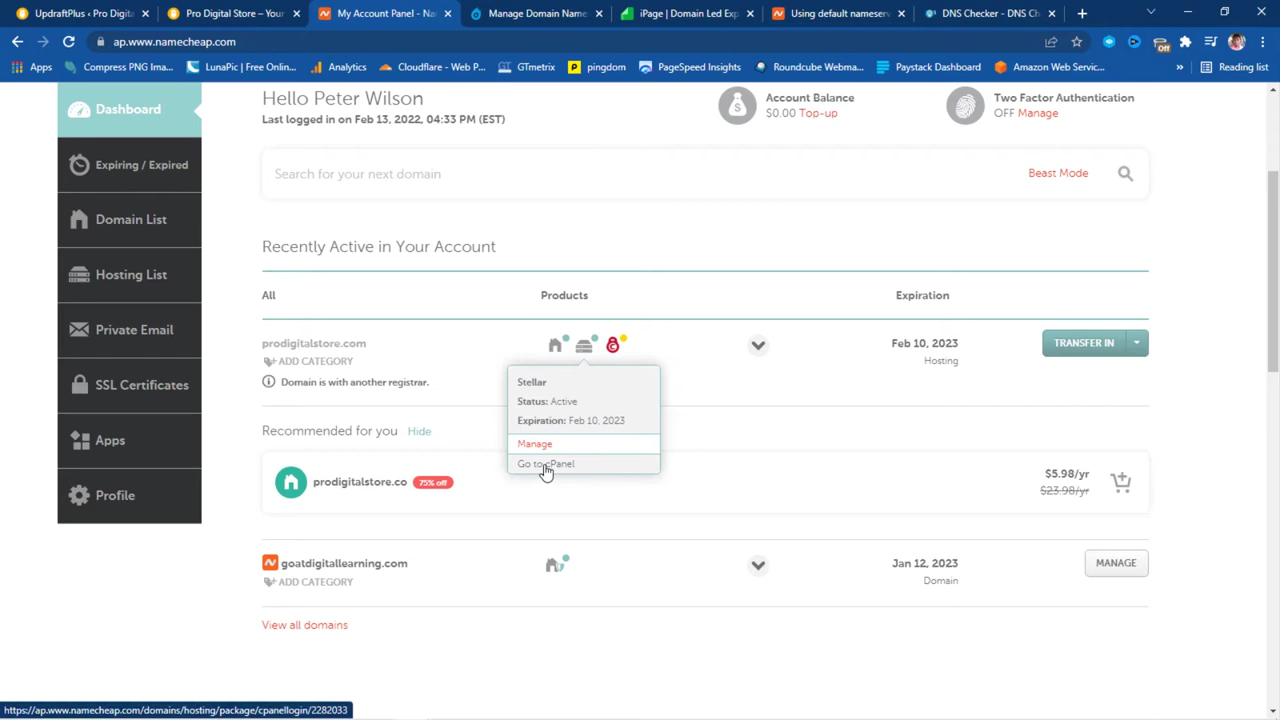 UpdraftPlus ‹ Pro Digital
Pro Digital Store – Your
My Account Panel - Na
Manage Domain Name
iPage | Domain Led Exp
Using default nameserv
DNS Checker - DNS Ch
ap.www.namecheap.com
Off
Apps
Compress PNG Ima...
LunaPic | Free Onlin...
Analytics
Cloudflare - Web P...
GTmetrix
pingdom
PageSpeed Insights
Roundcube Webma...
Paystack Dashboard
Amazon Web Servic...
»
Reading list
Dashboard
Expiring / Expired
Domain List
Hosting List
Private Email
SSL Certificates
Apps
Profile
Hello Peter Wilson
Last logged in on Feb 13, 2022, 04:33 PM (EST)
Account Balance
$0.00 Top-up
Two Factor Authentication
OFF Manage
Search for your next domain
Beast Mode
Recently Active in Your Account
All
Products
Expiration
prodigitalstore.com
ADD CATEGORY
Domain is with another registrar.
Feb 10, 2023
Hosting
TRANSFER IN
Stellar
Status: Active
Expiration: Feb 10, 2023
Manage
Go to cPanel
Recommended for you Hide
prodigitalstore.co 75% off
$5.98/yr
$23.98/yr
goatdigitallearning.com
ADD CATEGORY
Jan 12, 2023
Domain
MANAGE
View all domains
https://ap.www.namecheap.com/domains/hosting/package/cpanellogin/2282033